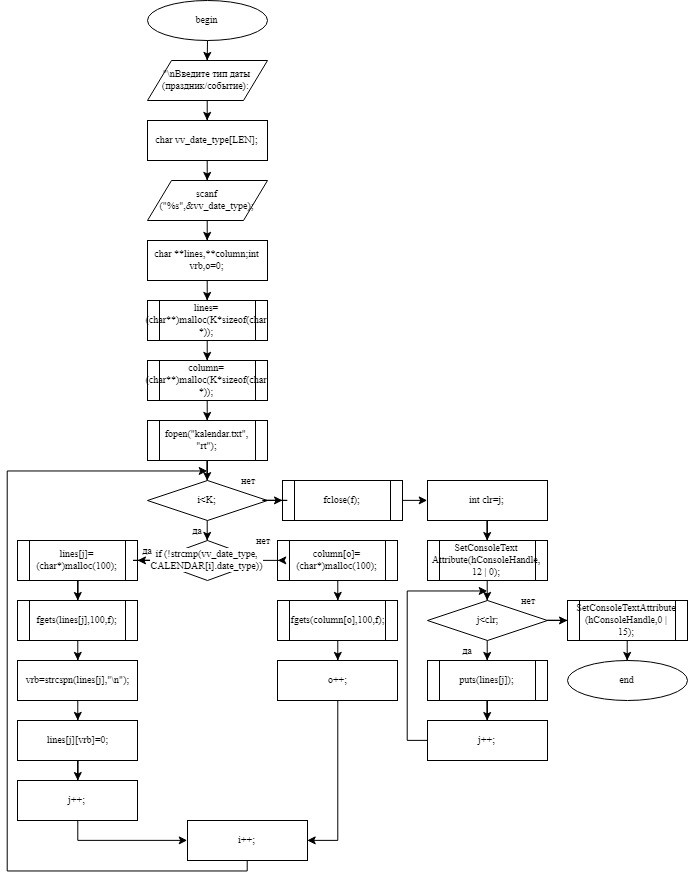 begin
"\nВведите тип даты
(праздник/событие):
char vv_date_type[LEN];
scanf
("%s",&vv_date_type);
char **lines,**column;int
vrb,o=0;
lines=
(char**)malloc(K*sizeof(char
*));
column=
(char**)malloc(K*sizeof(char
*));
fopen("kalendar.txt",
"rt");
i<K;
нет
fclose(f);
int clr=j;
да
lines[j]=
(char*)malloc(100);
да
if (!strcmp(vv_date_type,
CALENDAR[i].date_type))
нет
column[o]=
(char*)malloc(100);
SetConsoleText
Attribute(hConsoleHandle,
12 | 0);
fgets(lines[j],100,f);
fgets(column[o],100,f);
j<clr;
нет
SetConsoleTextAttribute
(hConsoleHandle,0 |
15);
да
vrb=strcspn(lines[j],"\n");
o++;
puts(lines[j]);
end
lines[j][vrb]=0;
j++;
j++;
i++;